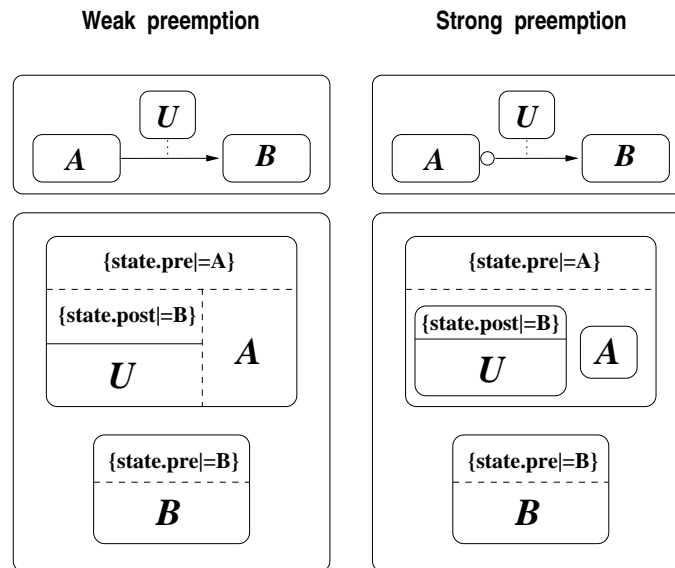 Weak preemption
Strong preemption
U
A
B
U
A
B
{state.pre|=A}
{state.post|=B}
U
A
{state.pre|=B}
B
{state.pre|=A}
{state.post|=B}
U
A
{state.pre|=B}
B